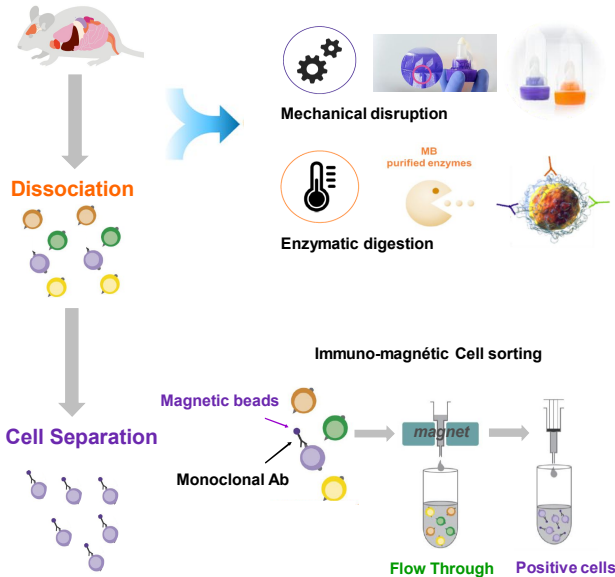 Mechanical disruption
MB
purified enzymes
Dissociation
Enzymatic digestion
Immuno-magnétic Cell sorting
Magnetic beads
magnet
Cell Separation
Monoclonal Ab
Flow Through
Positive cells